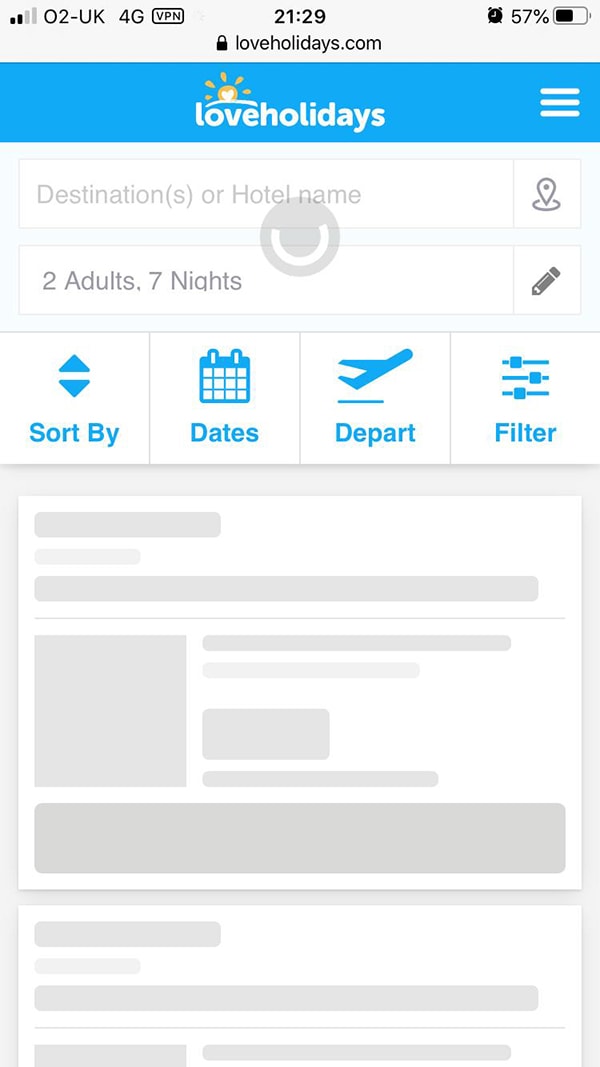 O2-UK 4G VPN 21:29 57%
loveholidays.com
loveholidays
Destination(s) or Hotel name
2 Adults, 7 Nights
Sort By Dates Depart Filter